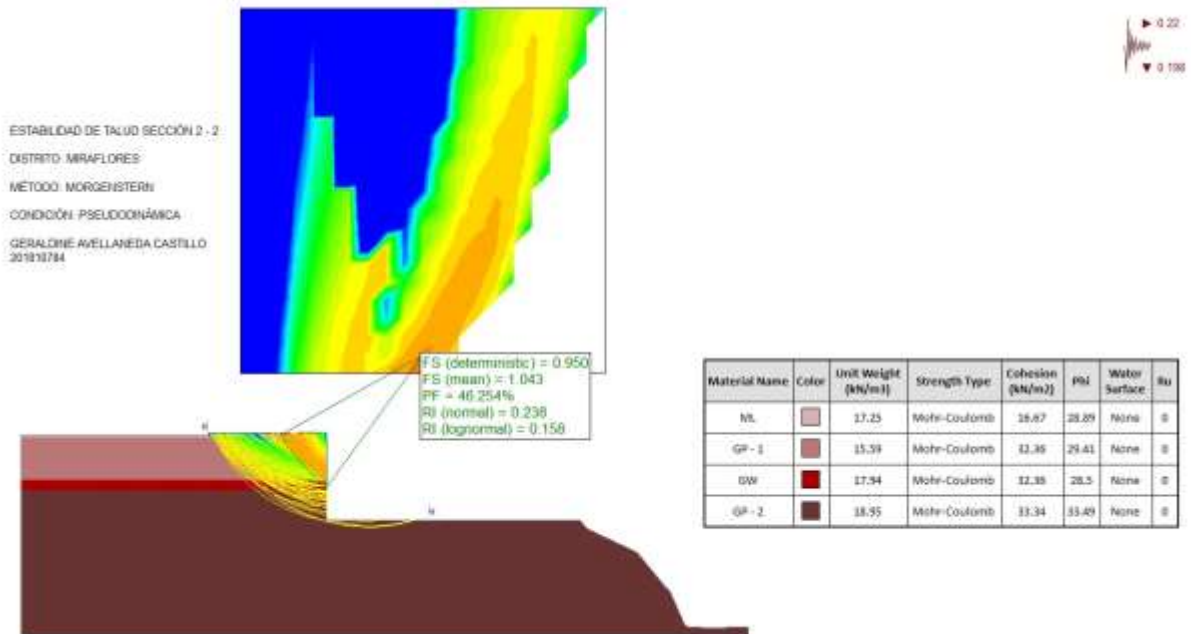 0.22
0.198
ESTABILIDAD DE TALUD SECCIÓN 2 - 2
DISTRITO: MIRAFLORES
MÉTODO: MORGENSTERN
CONDICIÓN: PSEUDODINÁMICA
GERALDINE AVELLANEDA CASTILLO
201810784
FS (deterministic) = 0.950
FS (mean) = 1.043
PF = 46.254%
RI (normal) = 0.238
RI (lognormal) = 0.158
Material Name Color Unit Weight (kN/m3) Strength Type Cohesion (kN/m2) Phi Water Surface Ru
ML 17.25 Mohr-Coulomb 16.67 28.89 None 0
GP - 1 15.59 Mohr-Coulomb 32.36 29.41 None 0
GW 17.94 Mohr-Coulomb 32.36 28.5 None 0
GP - 2 18.95 Mohr-Coulomb 33.34 33.49 None 0